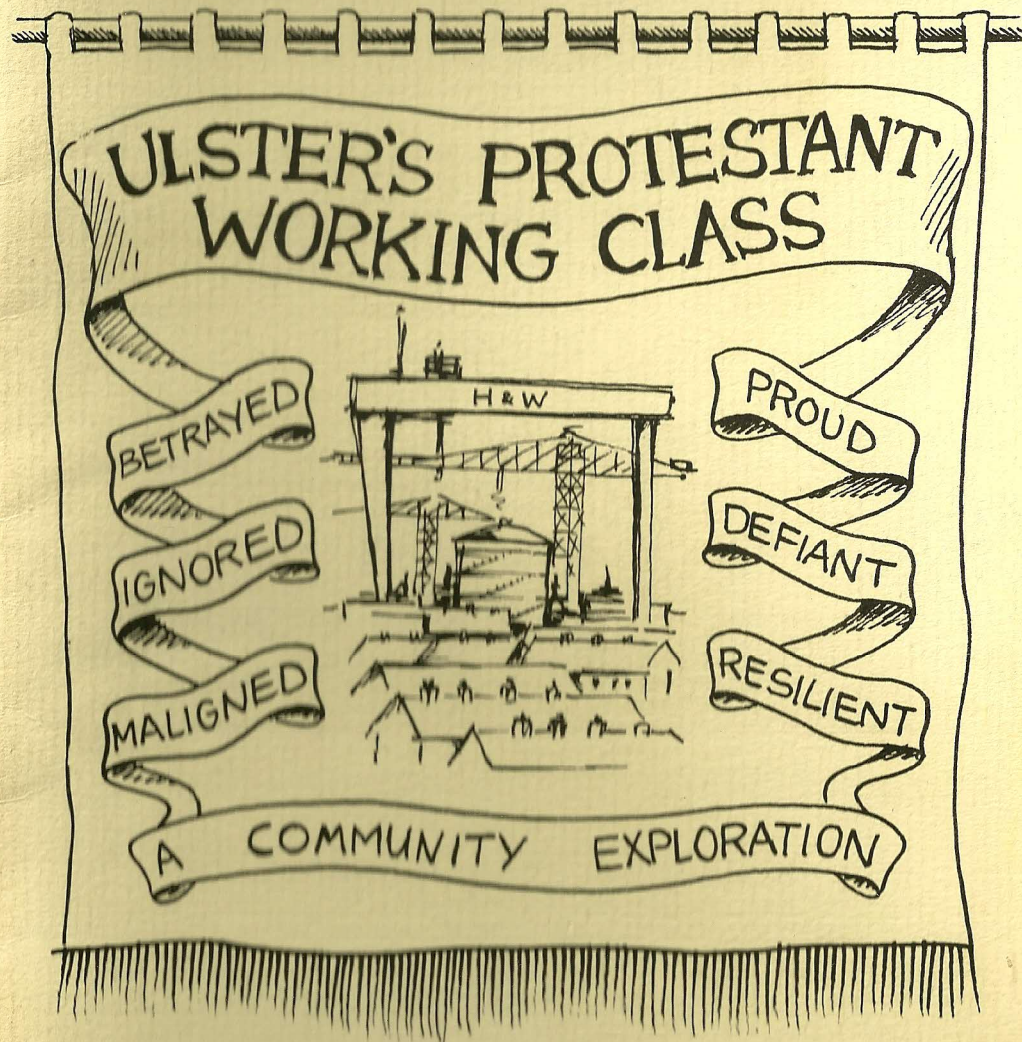 ULSTER'S PROTESTANT
WORKING CLASS
BETRAYED
IGNORED
MALIGNED
H & W
PROUD
DEFIANT
RESILIENT
A COMMUNITY EXPLORATION